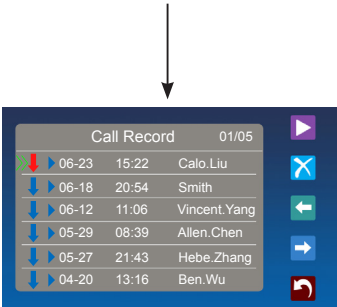 Call Record 01/05
06-23 15:22 Calo.Liu
06-18 20:54 Smith
06-12 11:06 Vincent.Yang
05-29 08:39 Allen.Chen
05-27 21:43 Hebe.Zhang
04-20 13:16 Ben.Wu